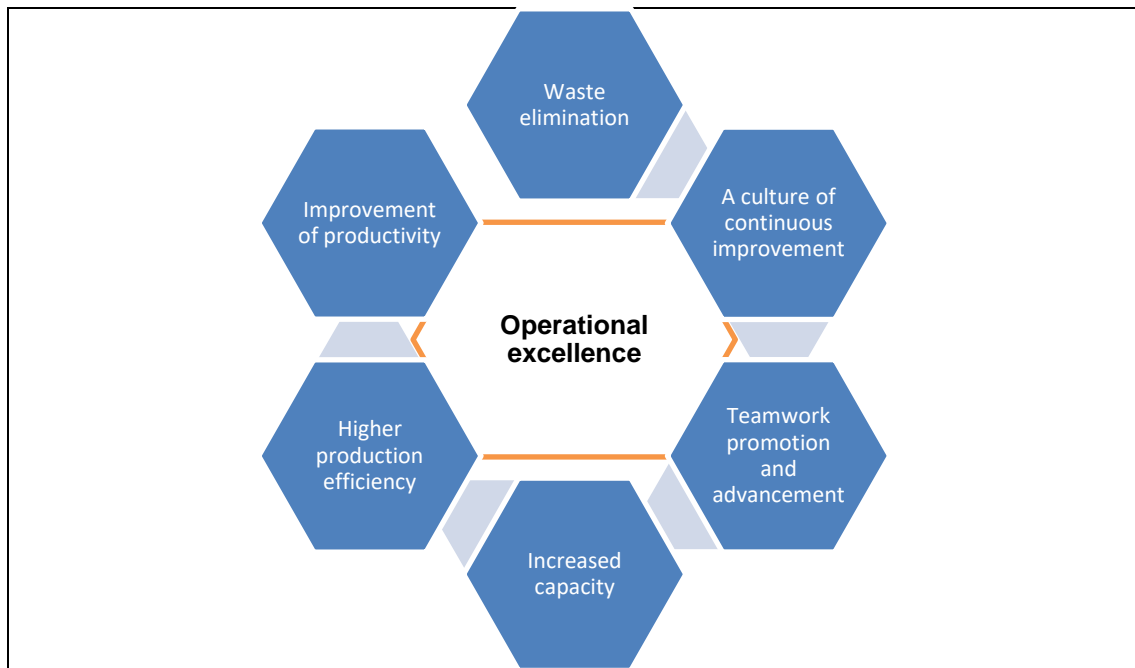 Waste
elimination
Improvement
of productivity
A culture of
continuous
improvement
Operational
excellence
Higher
production
efficiency
Teamwork
promotion
and
advancement
Increased
capacity